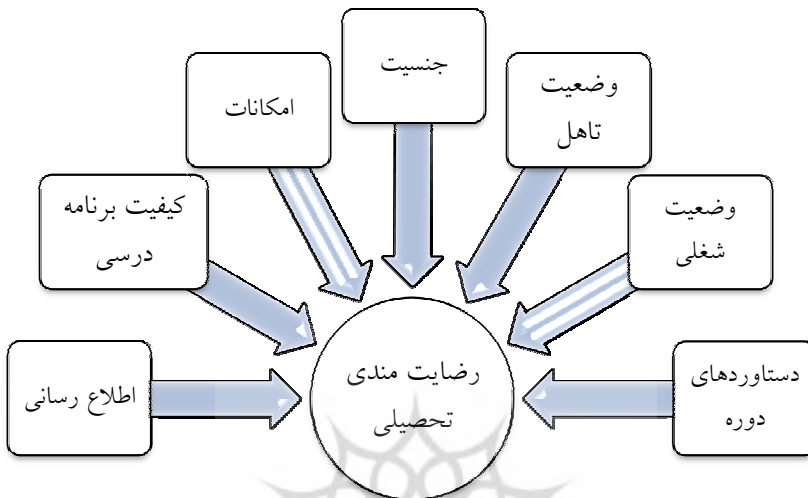 جنسیت
وضعیت
تاهل
امکانات
وضعیت
شغلی
کیفیت برنامه
درسی
دستاوردهای
دوره
اطلاع رسانی
رضایت مندی
تحصیلی